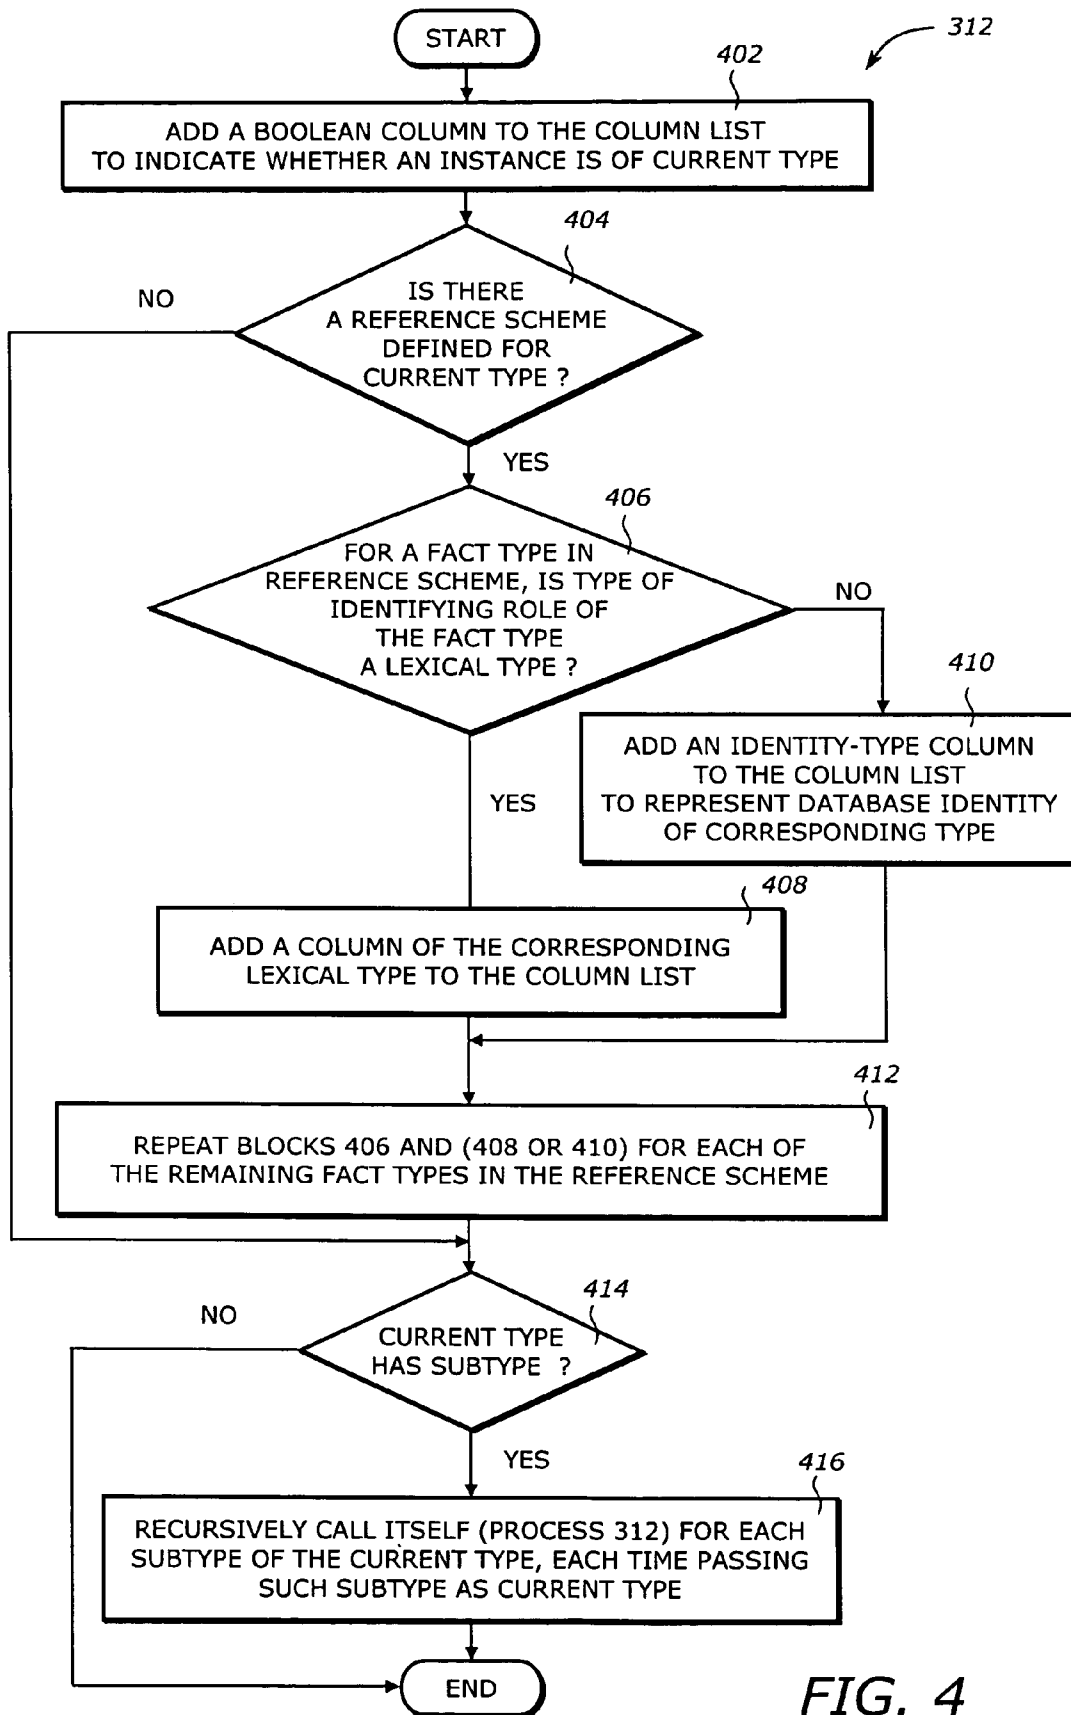 START
312
402
ADD A BOOLEAN COLUMN TO THE COLUMN LIST
TO INDICATE WHETHER AN INSTANCE IS OF CURRENT TYPE
404
NO
IS THERE
A REFERENCE SCHEME
DEFINED FOR
CURRENT TYPE ?
YES
406
FOR A FACT TYPE IN
REFERENCE SCHEME, IS TYPE OF
IDENTIFYING ROLE OF
THE FACT TYPE
A LEXICAL TYPE ?
NO
410
ADD AN IDENTITY-TYPE COLUMN
TO THE COLUMN LIST
TO REPRESENT DATABASE IDENTITY
OF CORRESPONDING TYPE
YES
408
ADD A COLUMN OF THE CORRESPONDING
LEXICAL TYPE TO THE COLUMN LIST
412
REPEAT BLOCKS 406 AND (408 OR 410) FOR EACH OF
THE REMAINING FACT TYPES IN THE REFERENCE SCHEME
414
NO
CURRENT TYPE
HAS SUBTYPE ?
YES
416
RECURSIVELY CALL ITSELF (PROCESS 312) FOR EACH
SUBTYPE OF THE CURRENT TYPE, EACH TIME PASSING
SUCH SUBTYPE AS CURRENT TYPE
END
FIG. 4